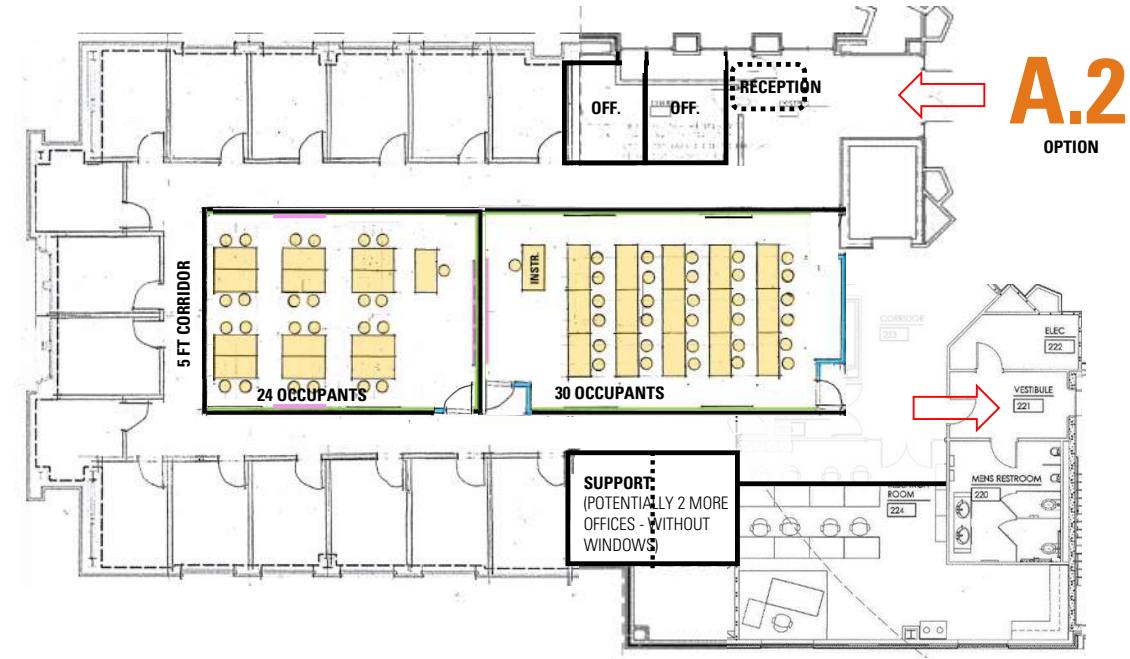 A.2
OPTION
RECEPTION
OFF.
OFF.
5 FT CORRIDOR
INSTR.
24 OCCUPANTS
30 OCCUPANTS
CORRIDOR
223
ELEC
222
VESTIBULE
221
MENS RESTROOM
220
ROOM
224
SUPPORT
(POTENTIALLY 2 MORE
OFFICES - WITHOUT
WINDOWS)